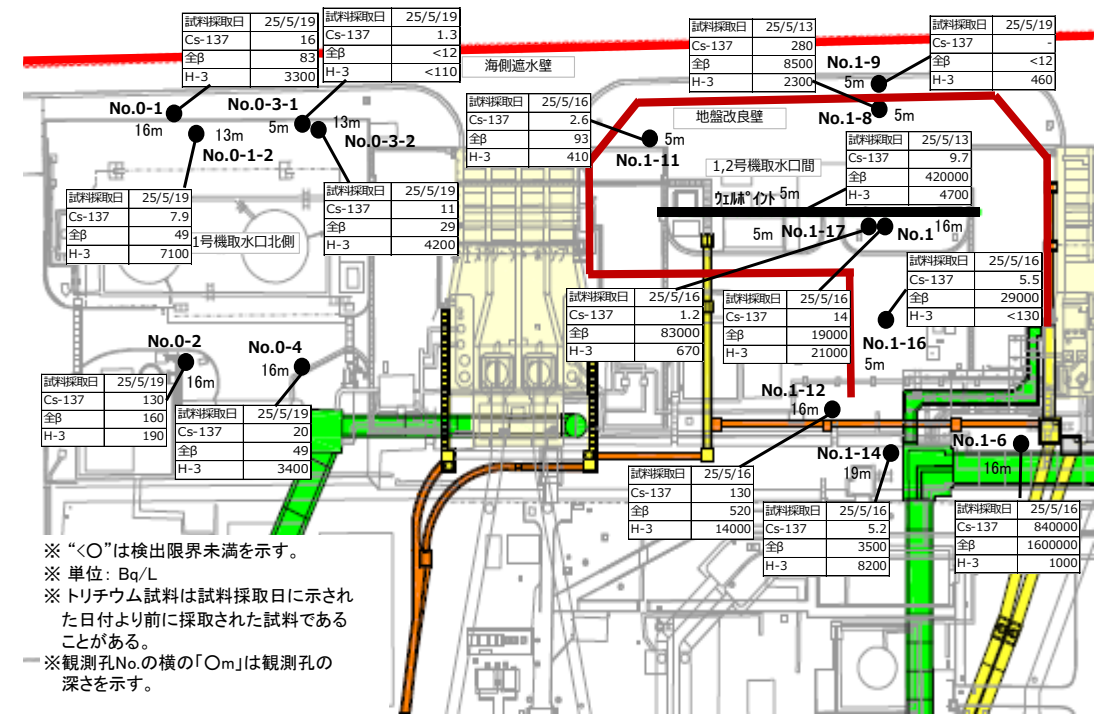 試料採取日 25/5/19
Cs-137 16
全β 83
H-3 3300
試料採取日 25/5/19
Cs-137 1.3
全β <12
H-3 <110
海側遮水壁
試料採取日 25/5/13
Cs-137 280
全β 8500
H-3 2300
試料採取日 25/5/19
Cs-137 -
全β <12
H-3 460
No.1-9
5m
No.1-8 5m
No.0-1
16m
No.0-3-1
5m
13m
No.0-3-2
13m
No.0-1-2
試料採取日 25/5/16
Cs-137 2.6
全β 93
H-3 410
5m
No.1-11
地盤改良壁
1,2号機取水口間
試料採取日 25/5/13
Cs-137 9.7
全β 420000
H-3 4700
ウェルポイント 5m
5m No.1-17
No.1 16m
試料採取日 25/5/19
Cs-137 7.9
全β 49
H-3 7100
1号機取水口北側
試料採取日 25/5/19
Cs-137 11
全β 29
H-3 4200
試料採取日 25/5/16
Cs-137 1.2
全β 83000
H-3 670
試料採取日 25/5/16
Cs-137 14
全β 19000
H-3 21000
試料採取日 25/5/16
Cs-137 5.5
全β 29000
H-3 <130
No.1-16
5m
No.0-2
16m
No.0-4
16m
試料採取日 25/5/19
Cs-137 130
全β 160
H-3 190
試料採取日 25/5/19
Cs-137 20
全β 49
H-3 3400
No.1-12
16m
No.1-14
19m
No.1-6
16m
試料採取日 25/5/16
Cs-137 130
全β 520
H-3 14000
試料採取日 25/5/16
Cs-137 5.2
全β 3500
H-3 8200
試料採取日 25/5/16
Cs-137 840000
全β 1600000
H-3 1000
※ “<○”は検出限界未満を示す。
※ 単位: Bq/L
※ トリチウム試料は試料採取日に示され
た日付より前に採取された試料である
ことがある。
※観測孔No.の横の「○m」は観測孔の
深さを示す。